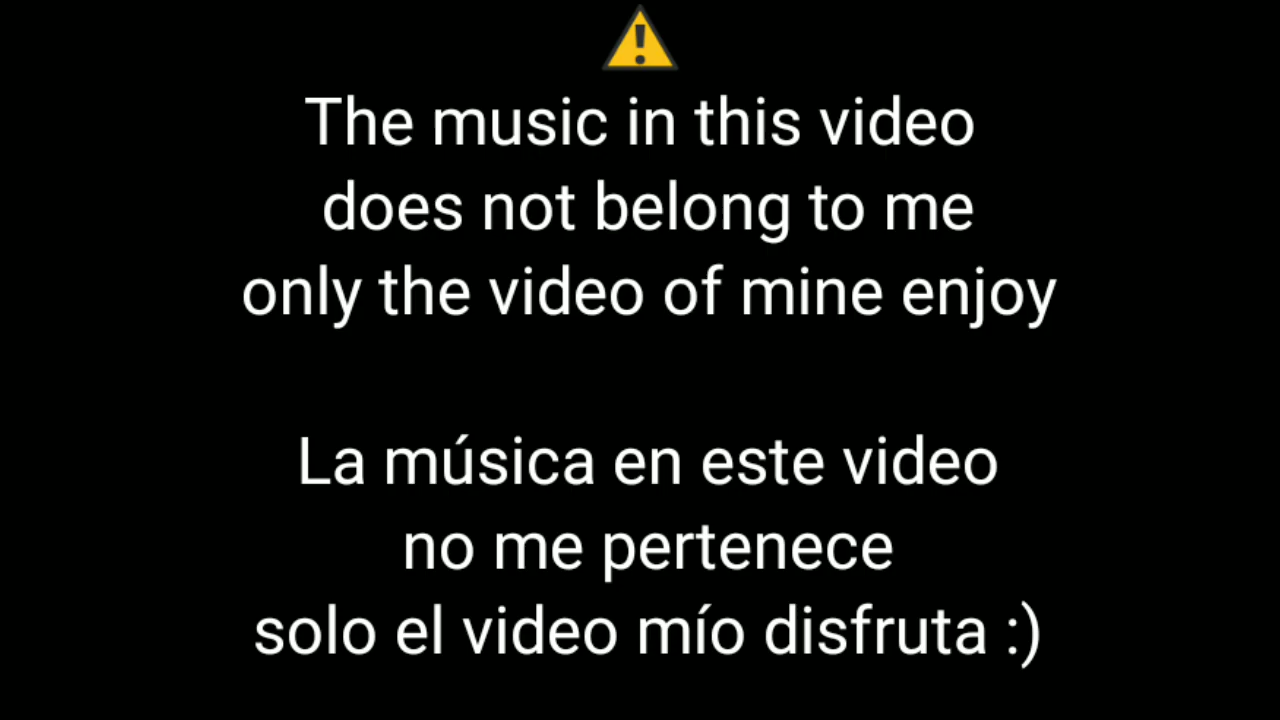 The music in this video
does not belong to me
only the video of mine enjoy
La música en este video
no me pertenece
solo el video mío disfruta :)